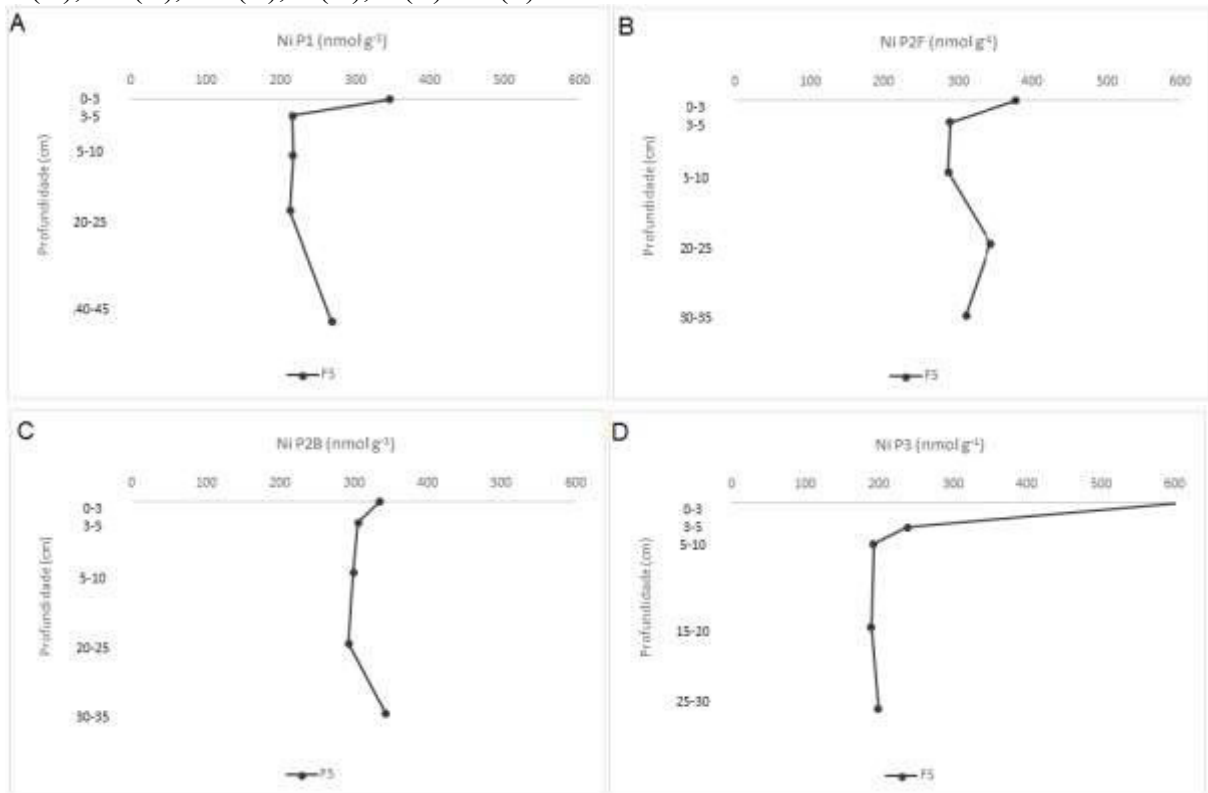 A
Ni P1 (nmol g⁻¹)
0 100 200 300 400 500 600
Profundidade (cm)
0-3
3-5
5-10
20-25
40-45
F5
B
Ni P2F (nmol g⁻¹)
0 100 200 300 400 500 600
Profundidade (cm)
0-3
3-5
5-10
20-25
30-35
F5
C
Ni P2B (nmol g⁻¹)
0 100 200 300 400 500 600
Profundidade (cm)
0-3
3-5
5-10
20-25
30-35
F5
D
Ni P3 (nmol g⁻¹)
0 100 200 300 400 500 600
Profundidade (cm)
0-3
3-5
5-10
15-20
25-30
F5